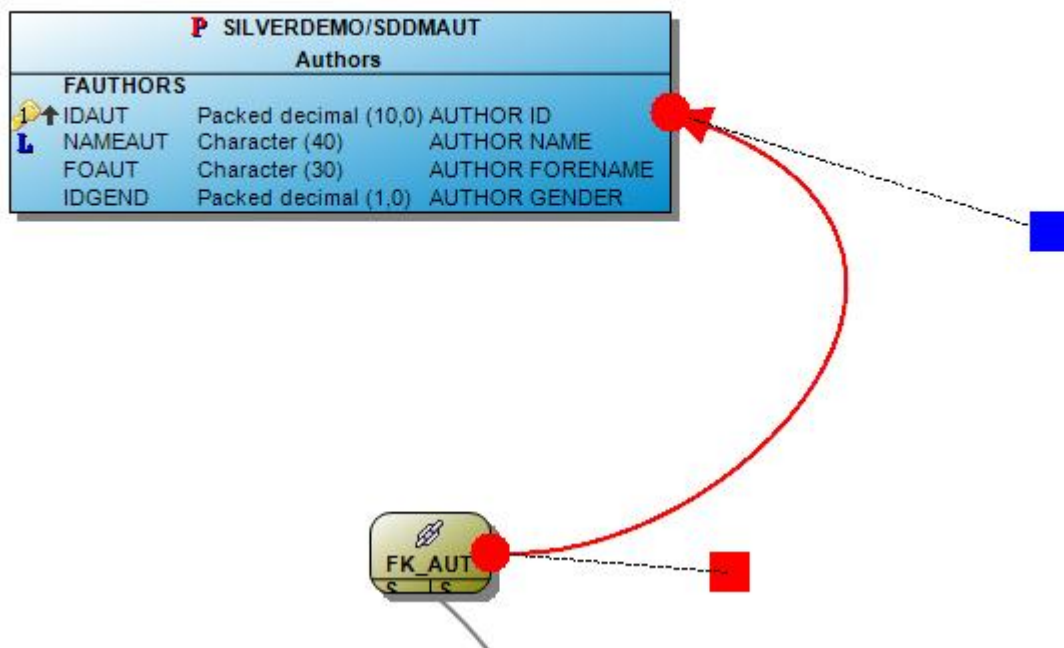 P SILVERDEMO/SDDMAUT
Authors
FAUTHORS
1 IDAUT Packed decimal (10,0) AUTHOR ID
L NAMEAUT Character (40) AUTHOR NAME
FOAUT Character (30) AUTHOR FORENAME
IDGEND Packed decimal (1,0) AUTHOR GENDER
FK_AUT
S S